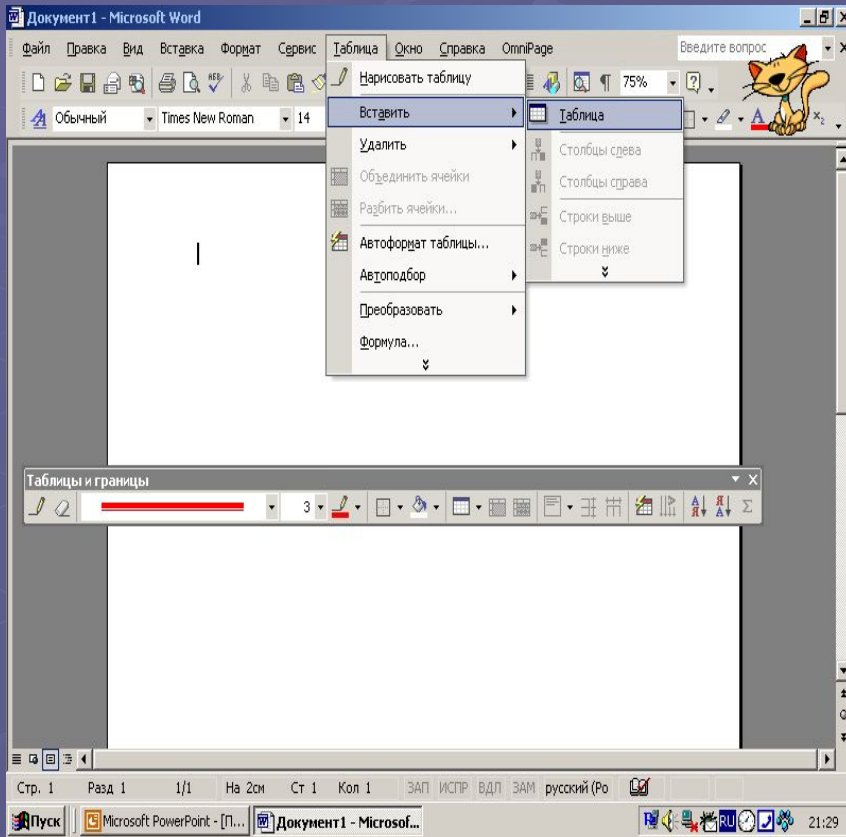 Документ1 - Microsoft Word
Файл Правка Вид Вставка Формат Сервис Таблица Окно Справка OmniPage Введите вопрос
75%
Обычный Times New Roman 14
Нарисовать таблицу
Вставить
Удалить
Объединить ячейки
Разбить ячейки...
Автоформат таблицы...
Автоподбор
Преобразовать
Формула...
Таблица
Столбцы слева
Столбцы справа
Строки выше
Строки ниже
Таблицы и границы
3
Стр. 1 Разд 1 1/1 На 2см Ст 1 Кол 1 ЗАП ИСПР ВДЛ ЗАМ русский (Ро
Пуск Microsoft PowerPoint - [П... Документ1 - Microsof... RU 21:29